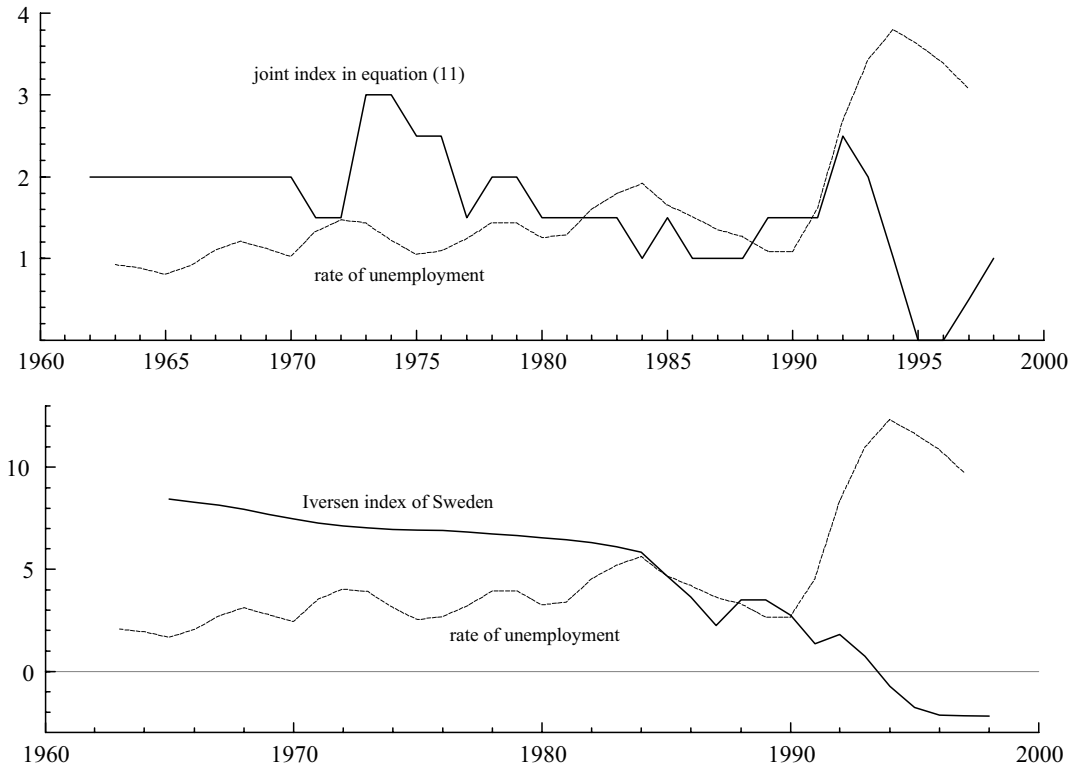 4
joint index in equation (11)
3
2
1
rate of unemployment
1960 1965 1970 1975 1980 1985 1990 1995 2000
10
Iversen index of Sweden
5
rate of unemployment
0
1960 1970 1980 1990 2000